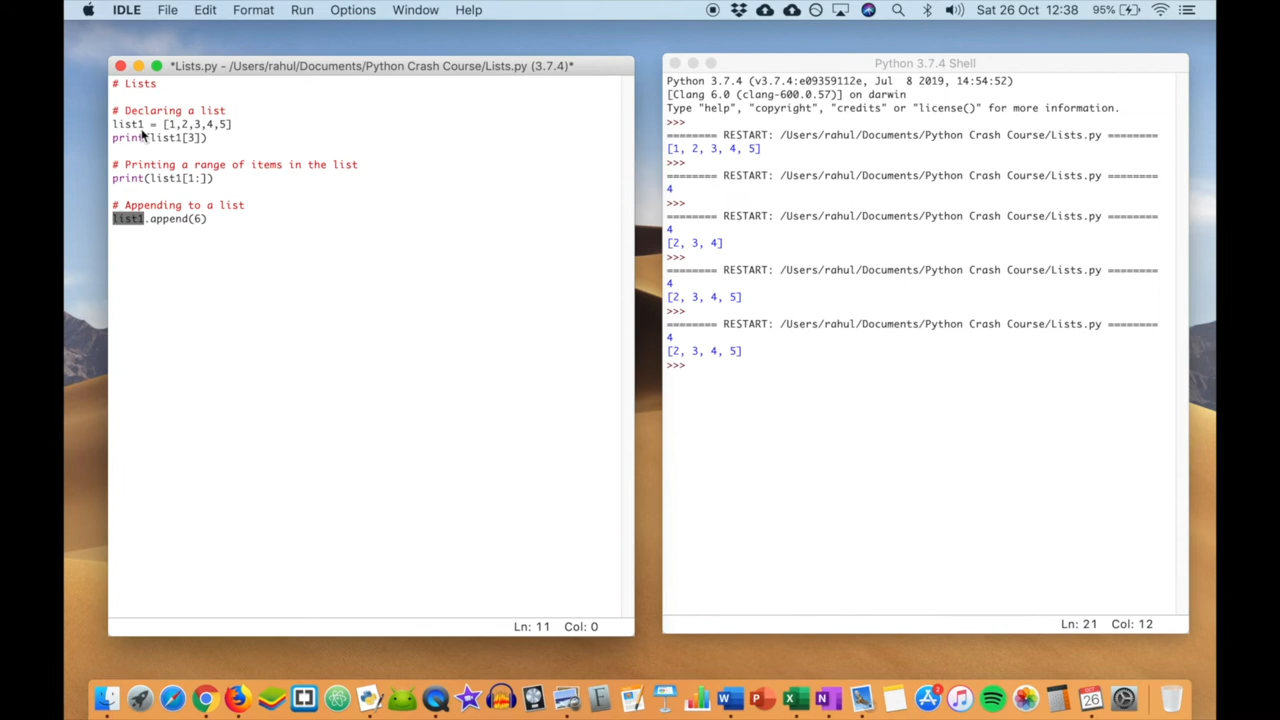 IDLE File Edit Format Run Options Window Help Sat 26 Oct 12:38 95%
*Lists.py - /Users/rahul/Documents/Python Crash Course/Lists.py (3.7.4)*
# Lists
# Declaring a list
list1 = [1,2,3,4,5]
print(list1[3])
# Printing a range of items in the list
print(list1[1:])
# Appending to a list
list1.append(6)
Ln: 11 Col: 0
Python 3.7.4 Shell
Python 3.7.4 (v3.7.4:e09359112e, Jul 8 2019, 14:54:52)
[Clang 6.0 (clang-600.0.57)] on darwin
Type "help", "copyright", "credits" or "license()" for more information.
>>>
======== RESTART: /Users/rahul/Documents/Python Crash Course/Lists.py ========
[1, 2, 3, 4, 5]
>>>
======== RESTART: /Users/rahul/Documents/Python Crash Course/Lists.py ========
4
>>>
======== RESTART: /Users/rahul/Documents/Python Crash Course/Lists.py ========
4
[2, 3, 4]
>>>
======== RESTART: /Users/rahul/Documents/Python Crash Course/Lists.py ========
4
[2, 3, 4, 5]
>>>
======== RESTART: /Users/rahul/Documents/Python Crash Course/Lists.py ========
4
[2, 3, 4, 5]
>>>
Ln: 21 Col: 12
26